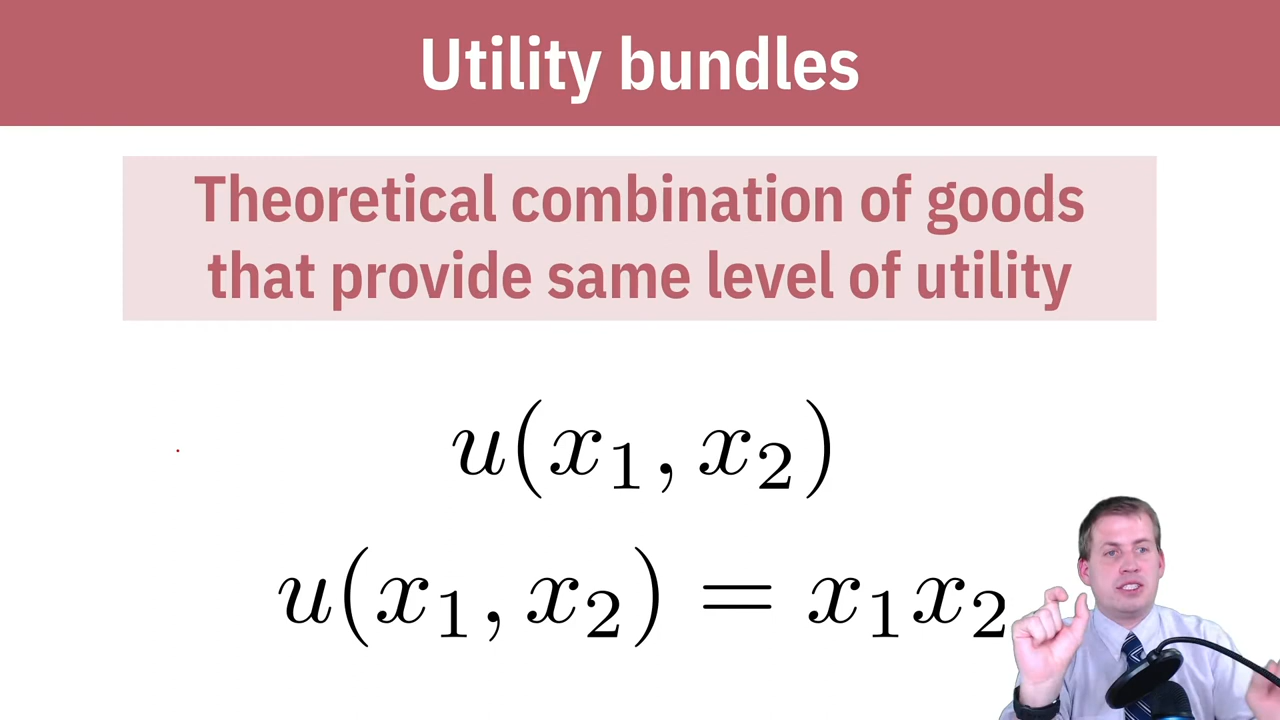 Utility bundles
Theoretical combination of goods
that provide same level of utility
u(x₁, x₂)
u(x₁, x₂) = x₁x₂